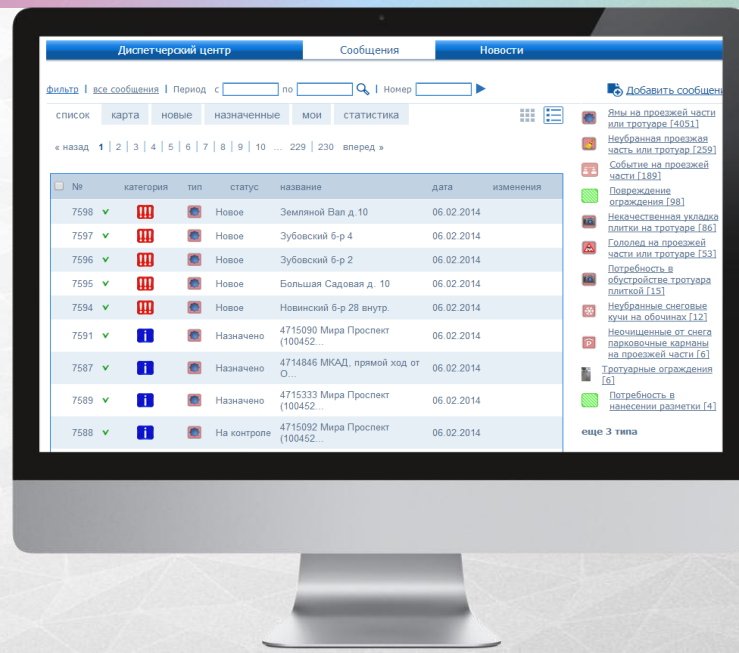 Диспетчерский центр Сообщения Новости
фильтр | все сообщения | Период с по | Номер
Добавить сообщени
список карта новые назначенные мои статистика
« назад 1 | 2 | 3 | 4 | 5 | 6 | 7 | 8 | 9 | 10 ... 229 | 230 вперед »
№ категория тип статус название дата изменения
7598 Новое Земляной Вал д.10 06.02.2014
7597 Новое Зубовский б-р 4 06.02.2014
7596 Новое Зубовский б-р 2 06.02.2014
7595 Новое Большая Садовая д. 10 06.02.2014
7594 Новое Новинский б-р 28 внутр. 06.02.2014
7591 i Назначено 4715090 Мира Проспект
(100452... 06.02.2014
7587 i Назначено 4714846 МКАД, прямой ход от
О... 06.02.2014
7589 i Назначено 4715333 Мира Проспект
(100452... 06.02.2014
7588 i На контроле 4715092 Мира Проспект
(100452... 06.02.2014
Ямы на проезжей части
или тротуаре [4051]
Неубранная проезжая
часть или тротуар [259]
Событие на проезжей
части [189]
Повреждение
ограждения [98]
Некачественная укладка
плитки на тротуаре [86]
Гололед на проезжей
части или тротуаре [53]
Потребность в
обустройстве тротуара
плиткой [15]
Неубранные снеговые
кучи на обочинах [12]
Неочищенные от снега
парковочные карманы
на проезжей части [6]
Тротуарные ограждения
[6]
Потребность в
нанесении разметки [4]
еще 3 типа